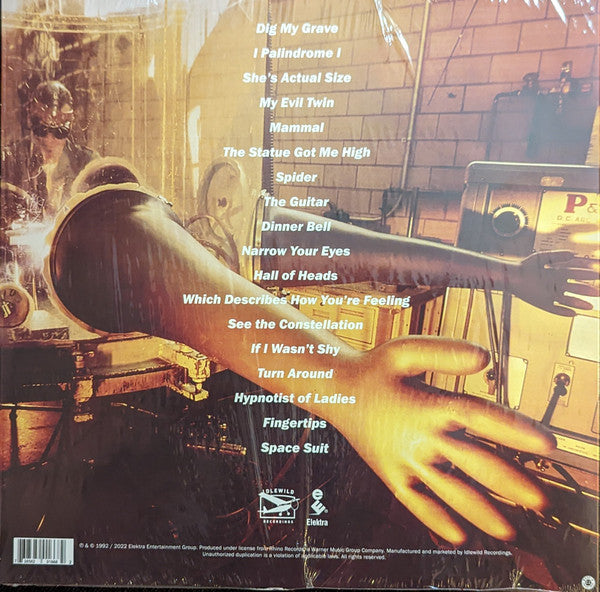 Dig My Grave
I Palindrome I
She's Actual Size
My Evil Twin
Mammal
The Statue Got Me High
Spider
The Guitar
Dinner Bell
Narrow Your Eyes
Hall of Heads
Which Describes How You're Feeling
See the Constellation
If I Wasn't Shy
Turn Around
Hypnotist of Ladies
Fingertips
Space Suit
P &
D.C. 
IDLEWILD
RECORDINGS
Elektra
℗ & © 1992 / 2022 Elektra Entertainment Group. Produced under license from Rhino Records, a Warner Music Group Company. Manufactured and marketed by Idlewild Recordings.
Unauthorized duplication is a violation of applicable laws. All rights reserved.